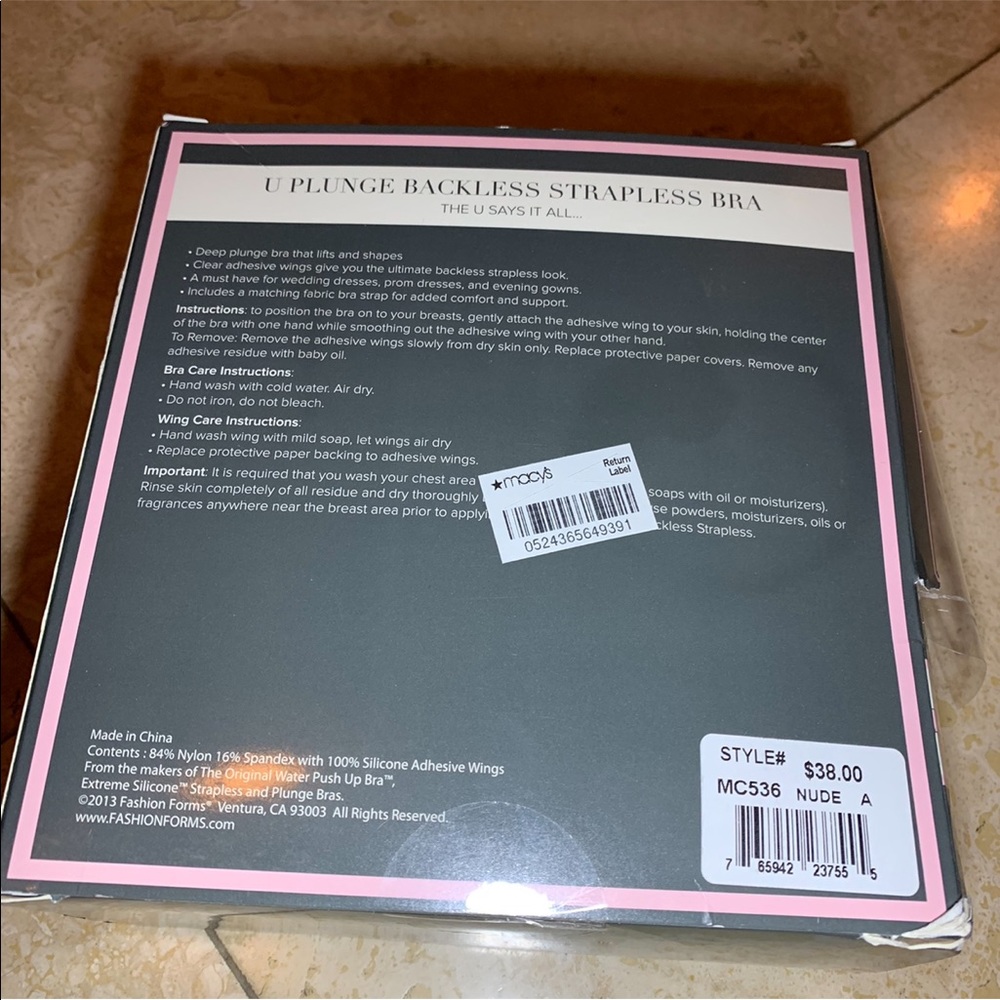 U PLUNGE BACKLESS STRAPLESS BRA
THE U SAYS IT ALL...
• Deep plunge bra that lifts and shapes
• Clear adhesive wings give you the ultimate backless strapless look.
• A must have for wedding dresses, prom dresses, and evening gowns.
• Includes a matching fabric bra strap for added comfort and support.
Instructions: to position the bra on to your breasts, gently attach the adhesive wing to your skin, holding the center
of the bra with one hand while smoothing out the adhesive wing with your other hand.
To Remove: Remove the adhesive wings slowly from dry skin only. Replace protective paper covers. Remove any
adhesive residue with baby oil.
Bra Care Instructions:
• Hand wash with cold water. Air dry.
• Do not iron, do not bleach.
Wing Care Instructions:
• Hand wash wing with mild soap, let wings air dry
• Replace protective paper backing to adhesive wings.
Important: It is required that you wash your chest area soaps with oil or moisturizers).
Rinse skin completely of all residue and dry thoroughly se powders, moisturizers, oils or
fragrances anywhere near the breast area prior to applyi ckless Strapless.
★macy's
Return
Label
0524365649391
Made in China
Contents : 84% Nylon 16% Spandex with 100% Silicone Adhesive Wings
From the makers of The Original Water Push Up Bra™,
Extreme Silicone™ Strapless and Plunge Bras.
©2013 Fashion Forms® Ventura, CA 93003 All Rights Reserved.
www.FASHIONFORMS.com
STYLE# $38.00
MC536 NUDE A
7 65942 23755 5